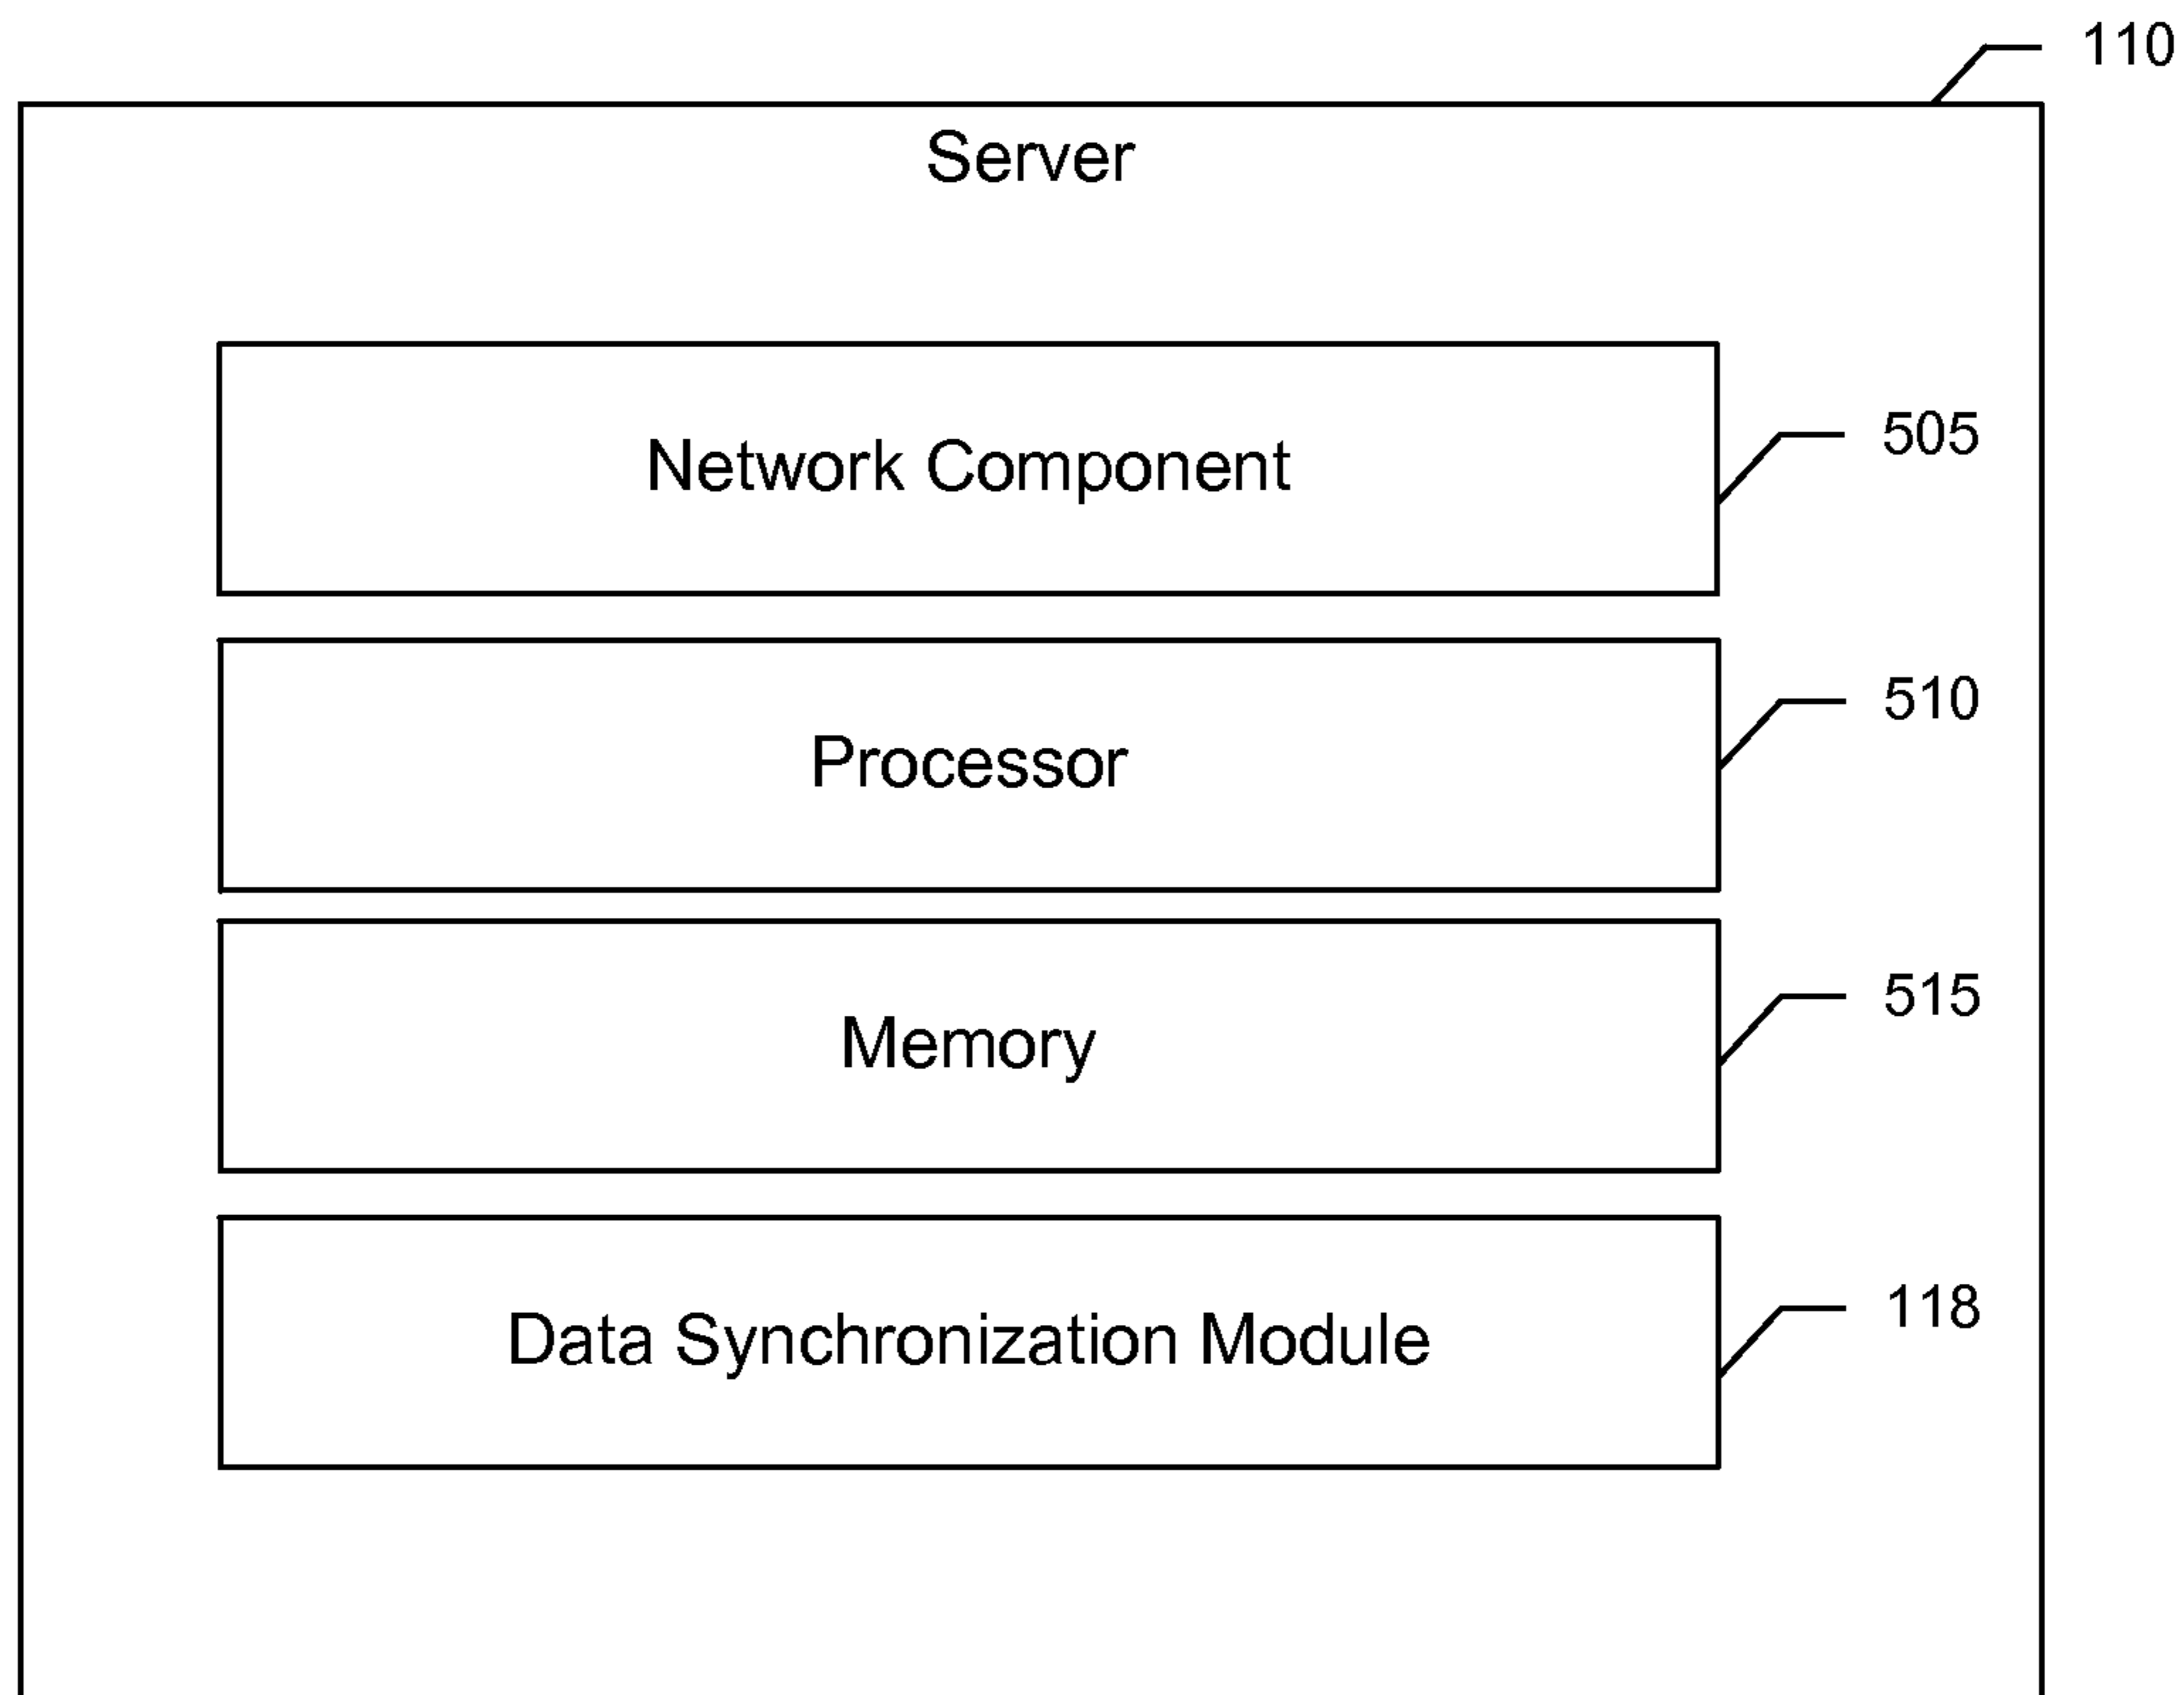 110
Server
Network Component
505
Processor
510
Memory
515
Data Synchronization Module
118